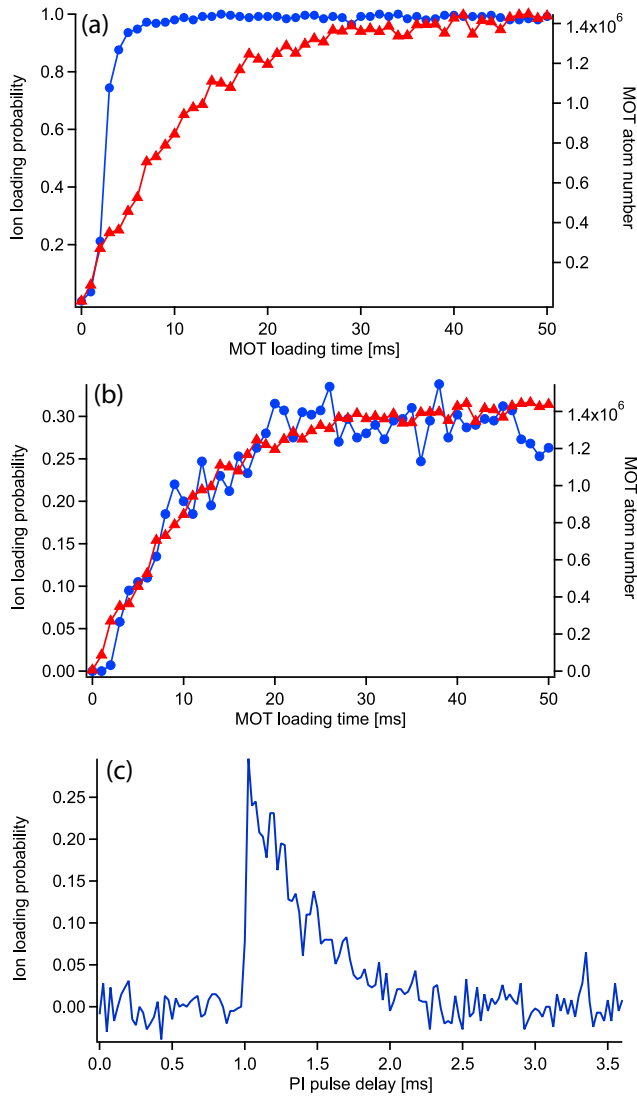 (a)
Ion loading probability
1.0
0.8
0.6
0.4
0.2
1.4x10⁶
1.2
1.0
0.8
0.6
0.4
0.2
MOT atom number
0 10 20 30 40 50
MOT loading time [ms]
(b)
Ion loading probability
0.30
0.25
0.20
0.15
0.10
0.05
0.00
1.4x10⁶
1.2
1.0
0.8
0.6
0.4
0.2
0.0
MOT atom number
0 10 20 30 40 50
MOT loading time [ms]
(c)
Ion loading probability
0.25
0.20
0.15
0.10
0.05
0.00
0.0 0.5 1.0 1.5 2.0 2.5 3.0 3.5
PI pulse delay [ms]